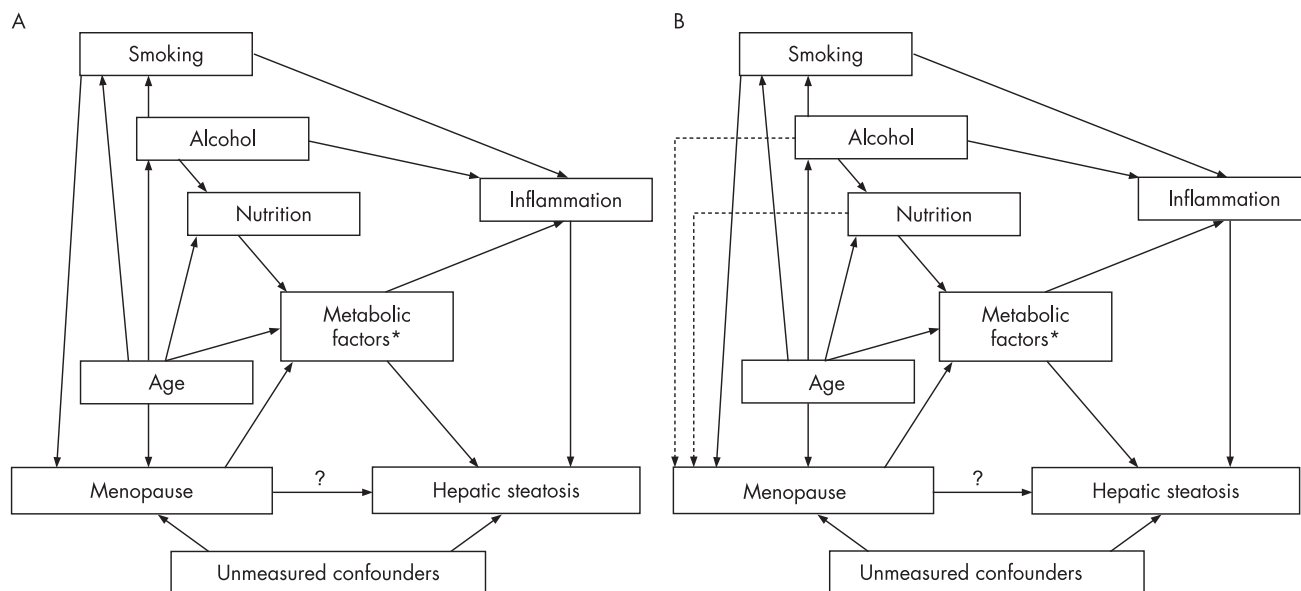 A
Smoking
Alcohol
Nutrition
Inflammation
Metabolic
factors*
Age
Menopause
?
Hepatic steatosis
Unmeasured confounders
B
Smoking
Alcohol
Nutrition
Inflammation
Metabolic
factors*
Age
Menopause
?
Hepatic steatosis
Unmeasured confounders